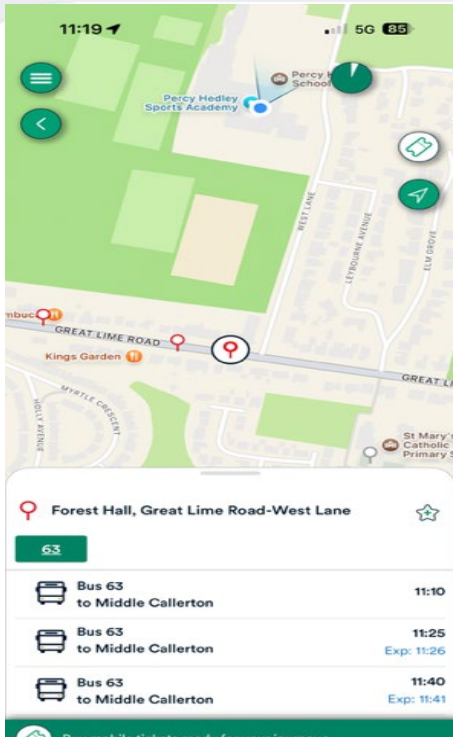 11:19
5G 85
Percy
School
Percy Hedley
Sports Academy
WEST LANE
LEYBOURNE AVENUE
ELM GROVE
GREAT LIME ROAD
Kings Garden
GREAT
MYRTLE CRESCENT
HOLLY AVENUE
St Mary's
Catholic
Primary S
Forest Hall, Great Lime Road-West Lane
63
Bus 63
to Middle Callerton
11:10
Bus 63
to Middle Callerton
11:25
Exp: 11:26
Bus 63
to Middle Callerton
11:40
Exp: 11:41